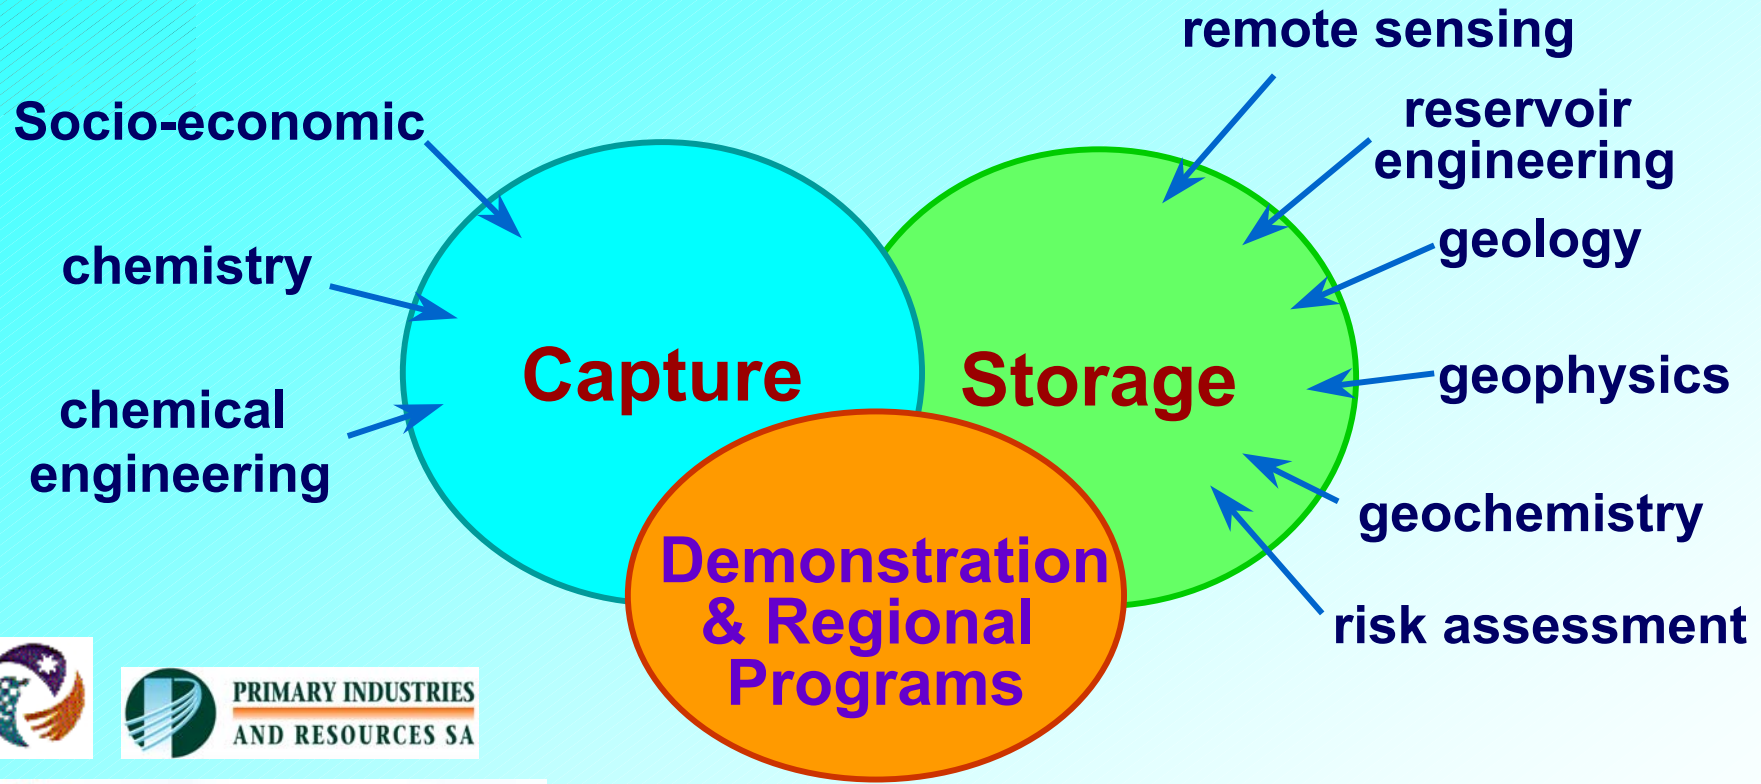 remote sensing
Socio-economic
reservoir
engineering
chemistry
geology
Capture
Storage
geophysics
chemical
engineering
geochemistry
Demonstration
& Regional
Programs
risk assessment
PRIMARY INDUSTRIES
AND RESOURCES SA